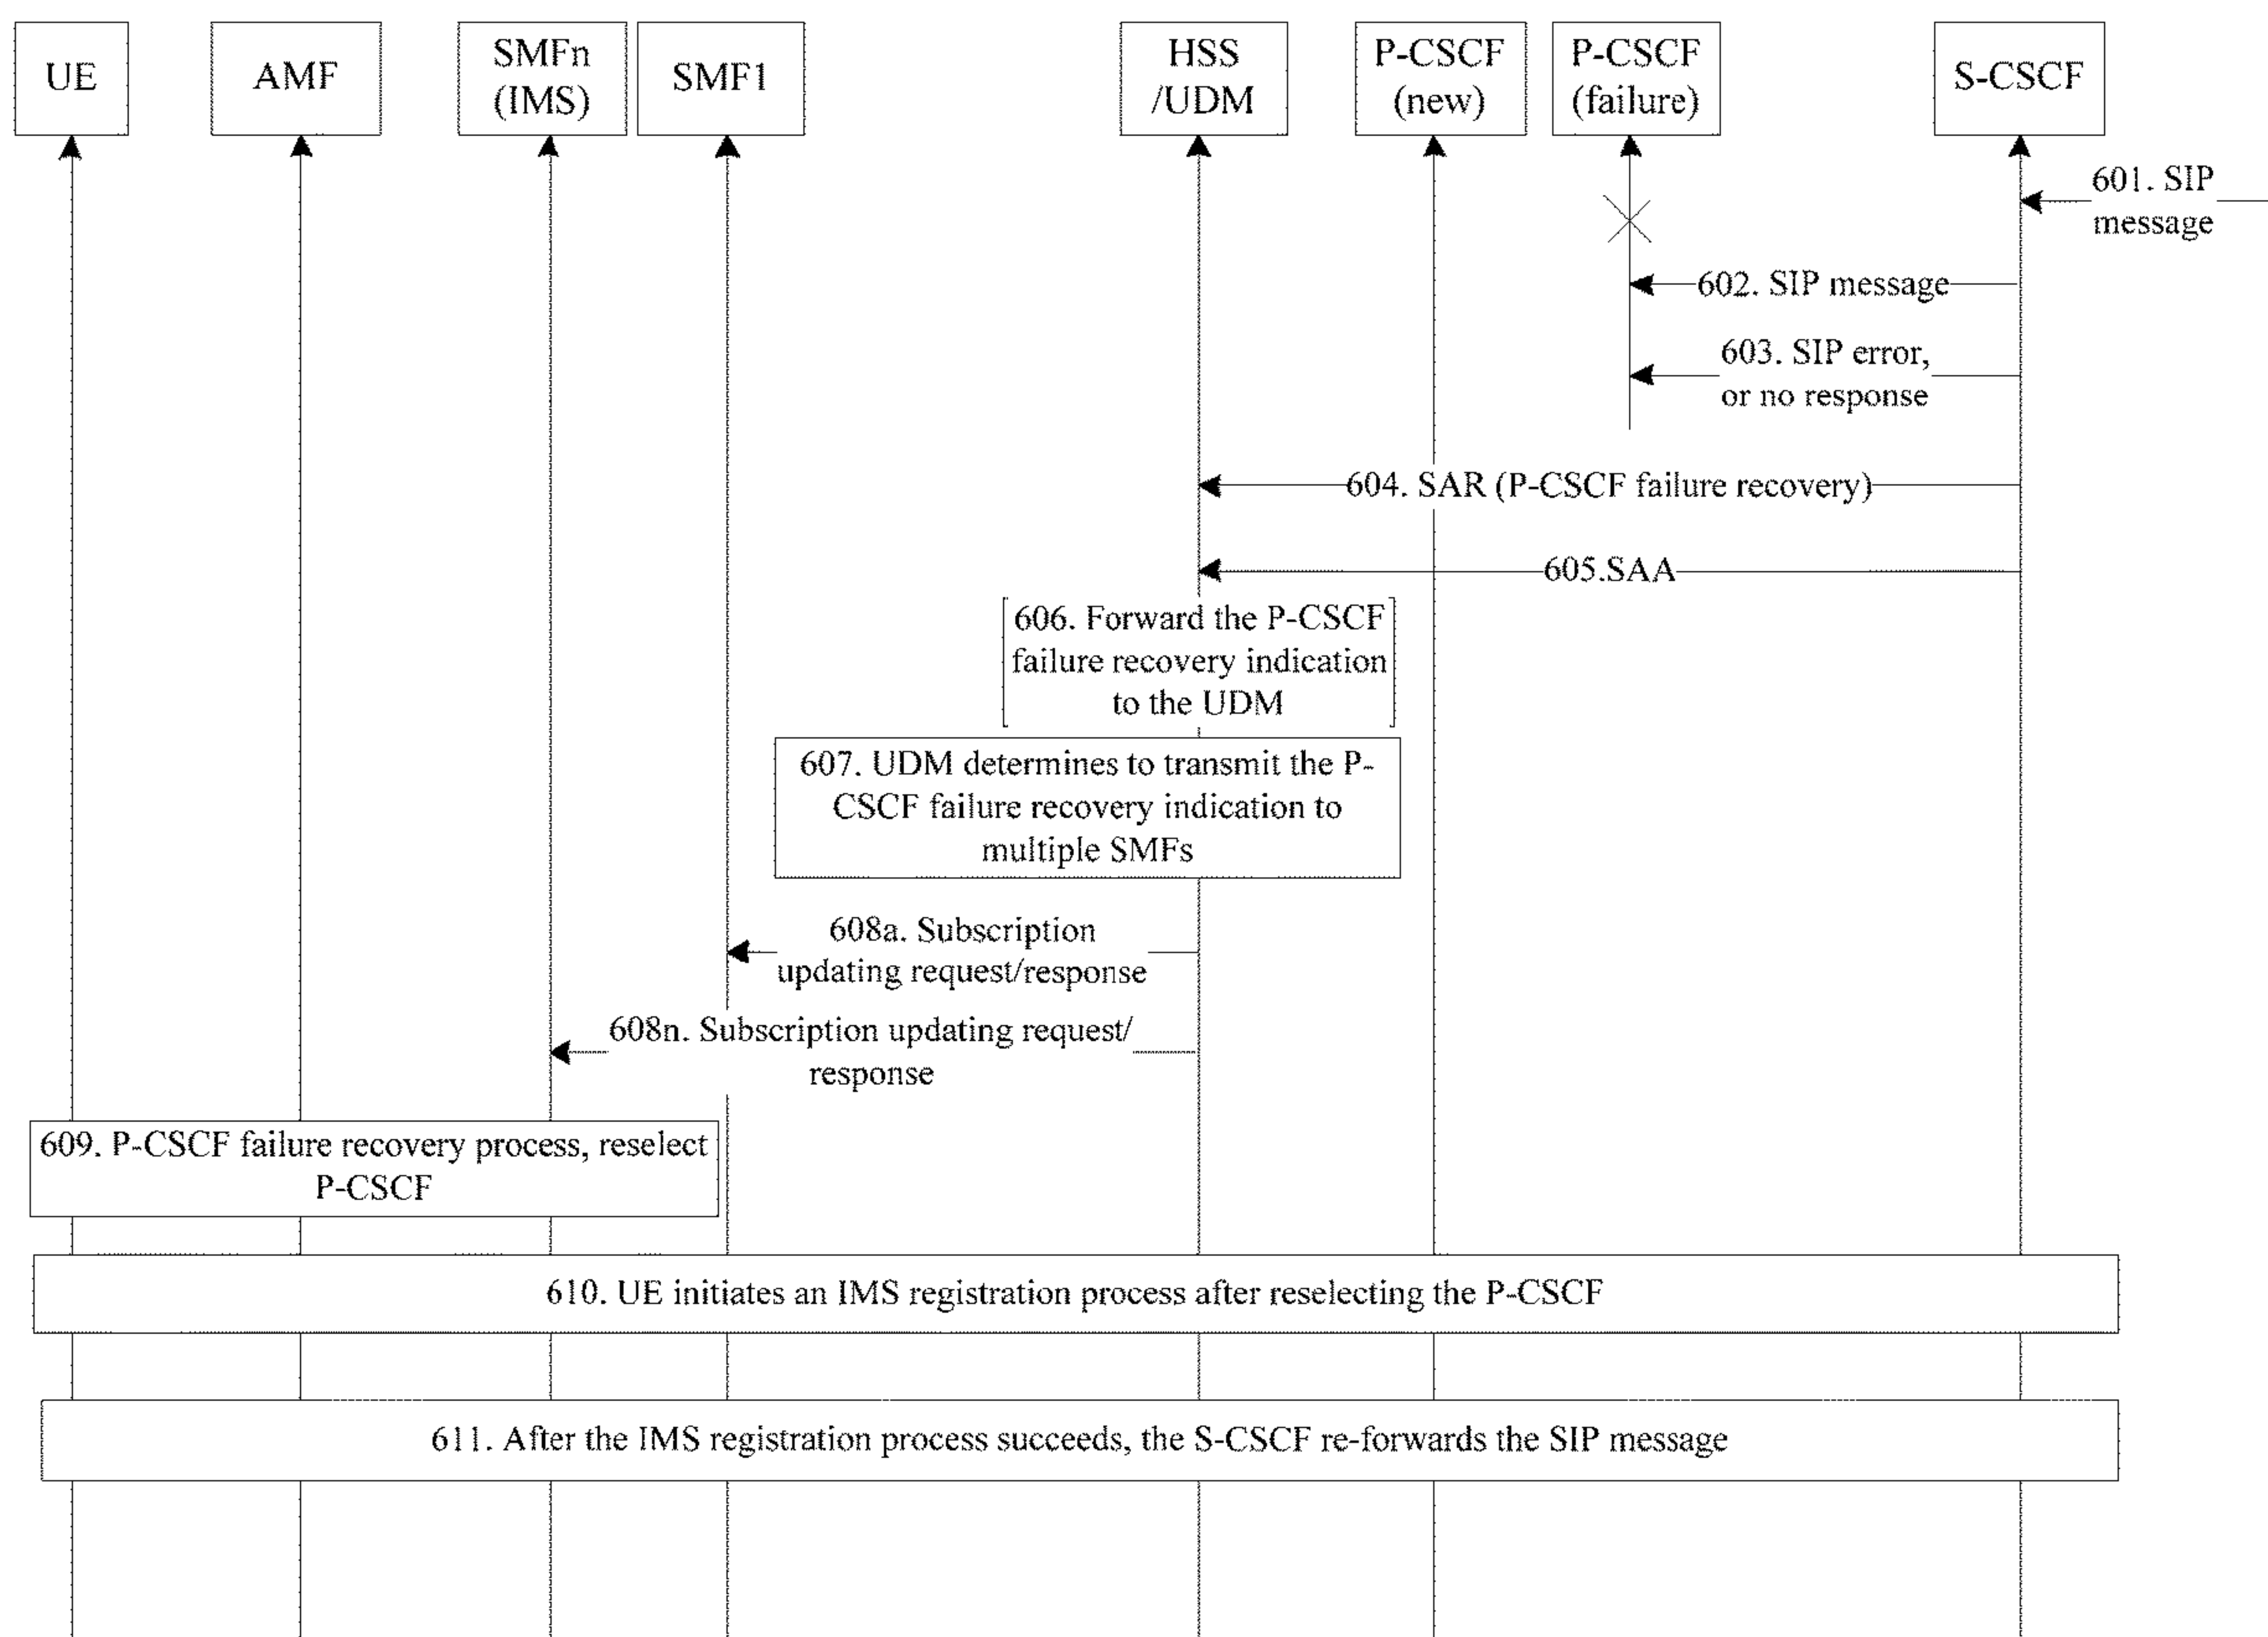 UE
AMF
SMFn
(IMS)
SMF1
HSS
/UDM
P-CSCF
(new)
P-CSCF
(failure)
S-CSCF
601. SIP
message
602. SIP message
603. SIP error,
or no response
604. SAR (P-CSCF failure recovery)
605.SAA
606. Forward the P-CSCF
failure recovery indication
to the UDM
607. UDM determines to transmit the P-
CSCF failure recovery indication to
multiple SMFs
608a. Subscription
updating request/response
608n. Subscription updating request/
response
609. P-CSCF failure recovery process, reselect
P-CSCF
610. UE initiates an IMS registration process after reselecting the P-CSCF
611. After the IMS registration process succeeds, the S-CSCF re-forwards the SIP message